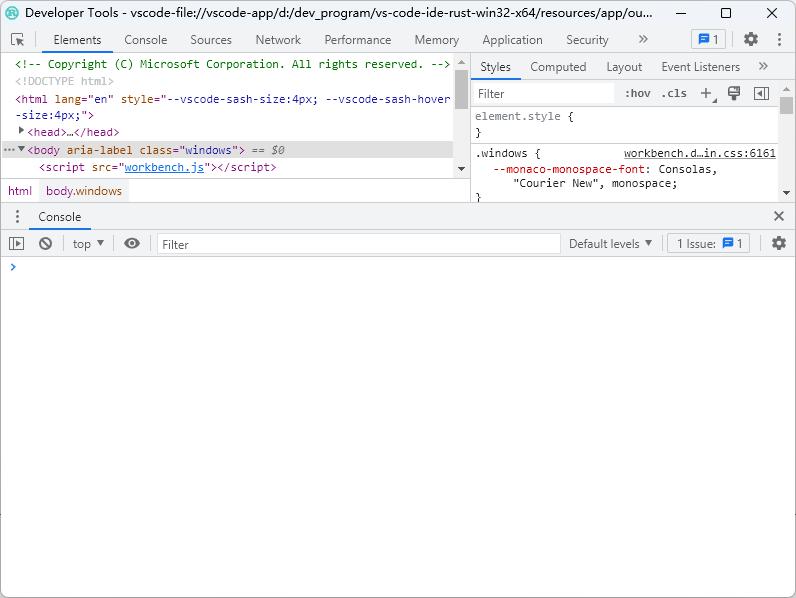 Developer Tools - vscode-file://vscode-app/d:/dev_program/vs-code-ide-rust-win32-x64/resources/app/ou...
Elements Console Sources Network Performance Memory Application Security » 1
<!-- Copyright (C) Microsoft Corporation. All rights reserved. -->
<!DOCTYPE html>
<html lang="en" style="--vscode-sash-size:4px; --vscode-sash-hover
-size:4px;">
<head>…</head>
<body aria-label class="windows"> == $0
<script src="workbench.js"></script>
html body.windows
Styles Computed Layout Event Listeners »
Filter :hov .cls +
element.style {
}
.windows { workbench.d…in.css:6161
--monaco-monospace-font: Consolas,
"Courier New", monospace;
}
Console
top Filter Default levels 1 Issue: 1